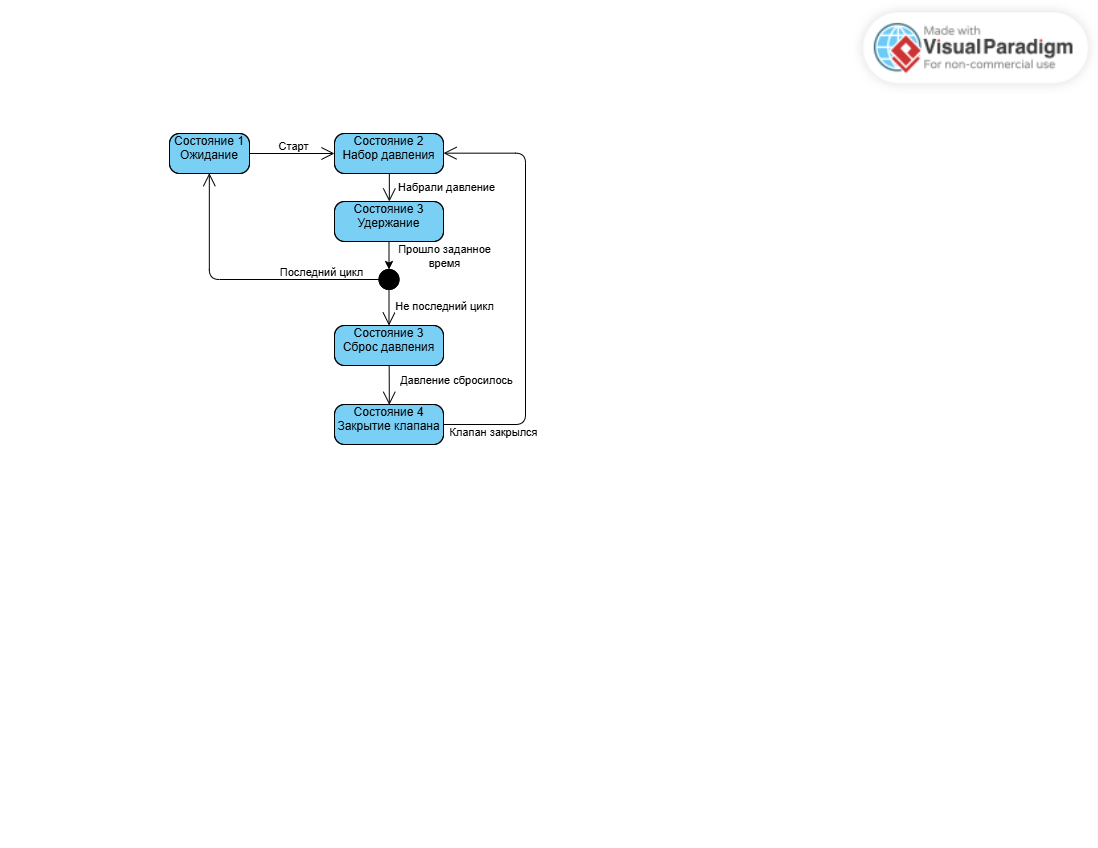 Made with
Visual Paradigm
For non-commercial use
Состояние 1
Ожидание
Старт
Состояние 2
Набор давления
Набрали давление
Состояние 3
Удержание
Прошло заданное
время
Последний цикл
Не последний цикл
Состояние 3
Сброс давления
Давление сбросилось
Состояние 4
Закрытие клапана
Клапан закрылся